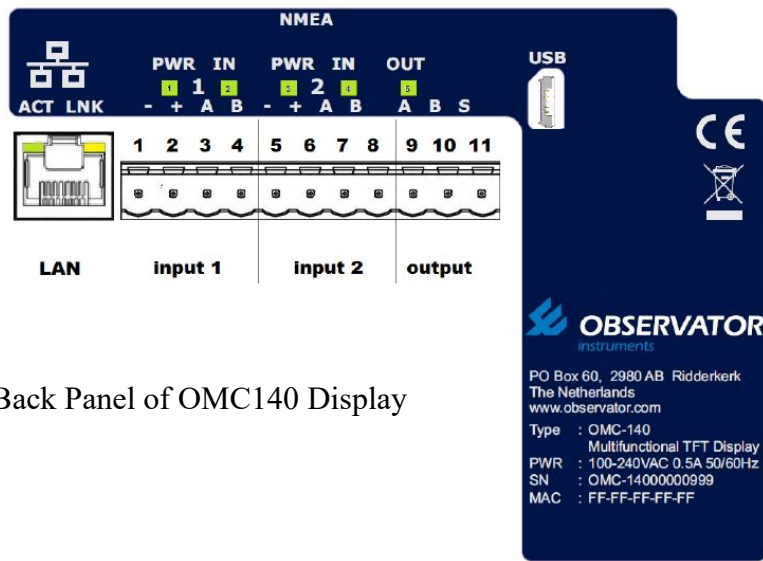 NMEA
PWR IN PWR IN OUT
1 2 3 4 5
1 2
ACT LNK - + A B - + A B A B S
USB
1 2 3 4 5 6 7 8 9 10 11
LAN input 1 input 2 output
CE
OBSERVATOR
instruments
PO Box 60, 2980 AB Ridderkerk
The Netherlands
www.observator.com
Type : OMC-140
Multifunctional TFT Display
PWR : 100-240VAC 0.5A 50/60Hz
SN : OMC-14000000999
MAC : FF-FF-FF-FF-FF
Back Panel of OMC140 Display